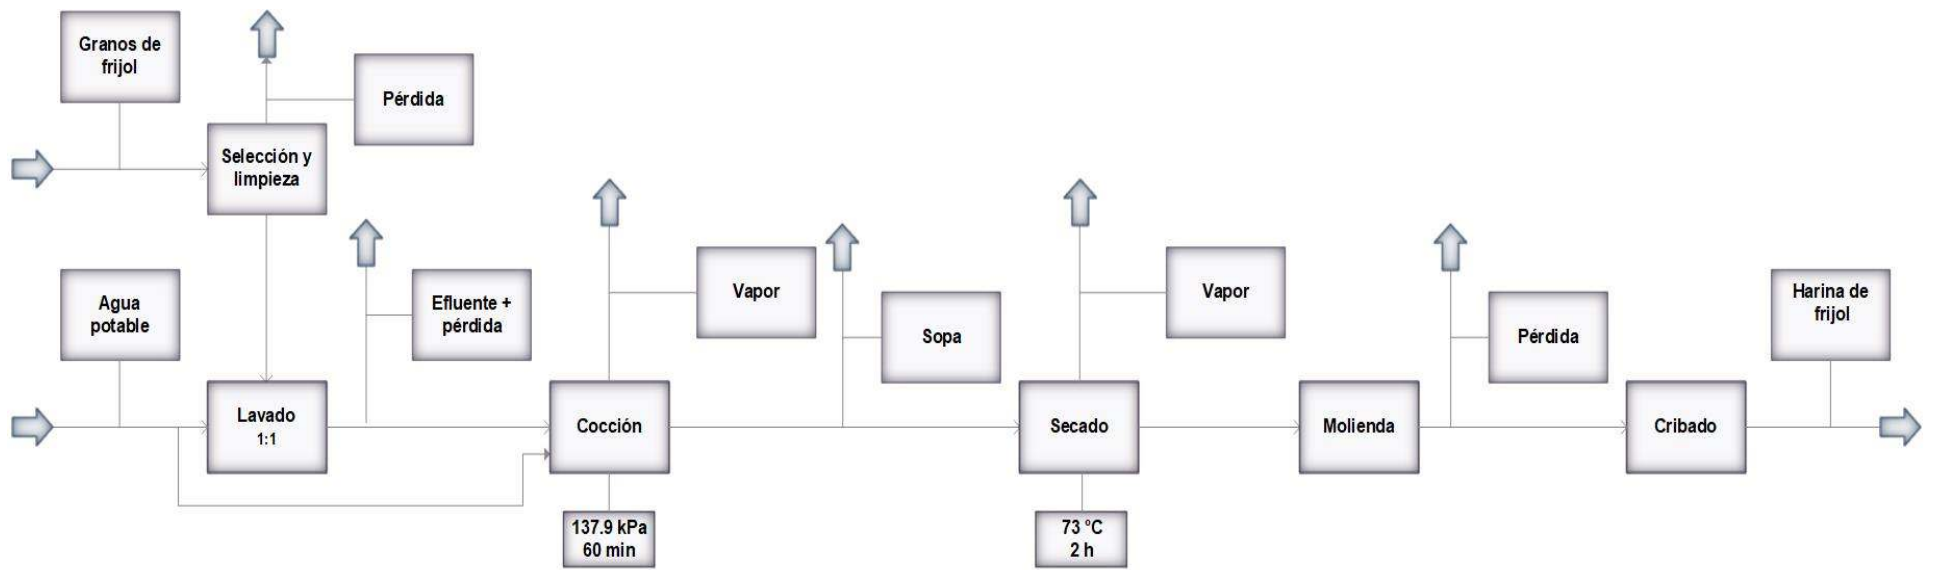 Granos de
frijol
Pérdida
Selección y
limpieza
Agua
potable
Efluente +
pérdida
Vapor
Sopa
Vapor
Pérdida
Harina de
frijol
Lavado
1:1
Cocción
Secado
Molienda
Cribado
137.9 kPa
60 min
73 °C
2 h